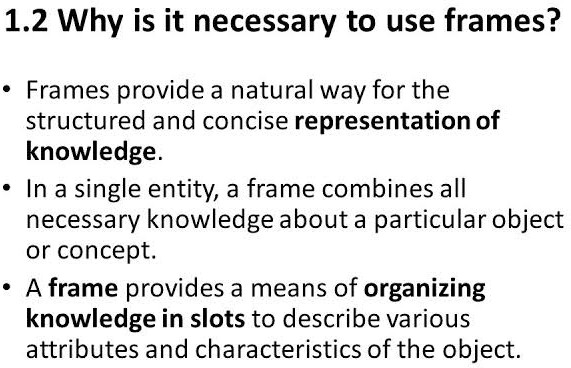 1.2 Why is it necessary to use frames?
• Frames provide a natural way for the
structured and concise representation of
knowledge.
• In a single entity, a frame combines all
necessary knowledge about a particular object
or concept.
• A frame provides a means of organizing
knowledge in slots to describe various
attributes and characteristics of the object.